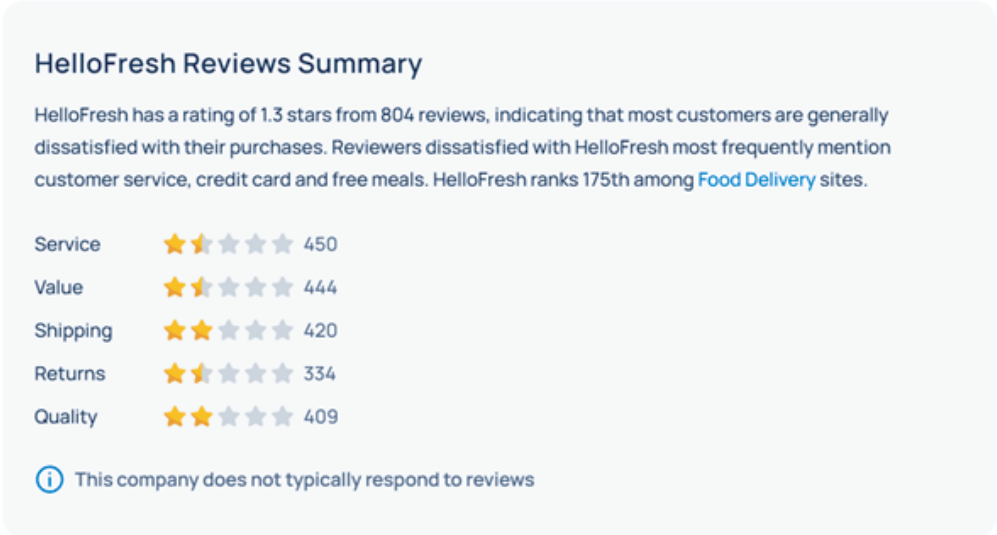 HelloFresh Reviews Summary
HelloFresh has a rating of 1.3 stars from 804 reviews, indicating that most customers are generally
dissatisfied with their purchases. Reviewers dissatisfied with HelloFresh most frequently mention
customer service, credit card and free meals. HelloFresh ranks 175th among Food Delivery sites.
Service 450
Value 444
Shipping 420
Returns 334
Quality 409
This company does not typically respond to reviews